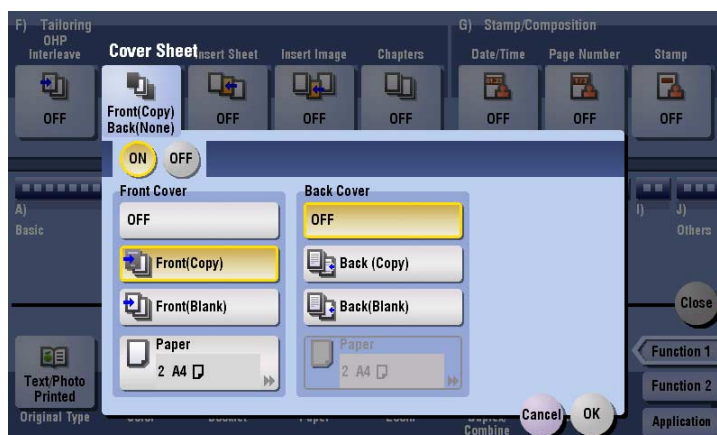 F) Tailoring
G) Stamp/Composition
OHP
Interleave
Cover Sheet
nsert Sheet
Insert Image
Chapters
Date/Time
Page Number
Stamp
OFF
Front(Copy)
Back(None)
OFF
OFF
OFF
OFF
OFF
OFF
ON
OFF
Front Cover
Back Cover
OFF
OFF
Front(Copy)
Back (Copy)
Front(Blank)
Back(Blank)
Paper
2 A4
Paper
2 A4
A)
Basic
I)
J)
Others
Close
Text/Photo
Printed
Original Type
Function 1
Function 2
Application
Cancel
OK
Combine